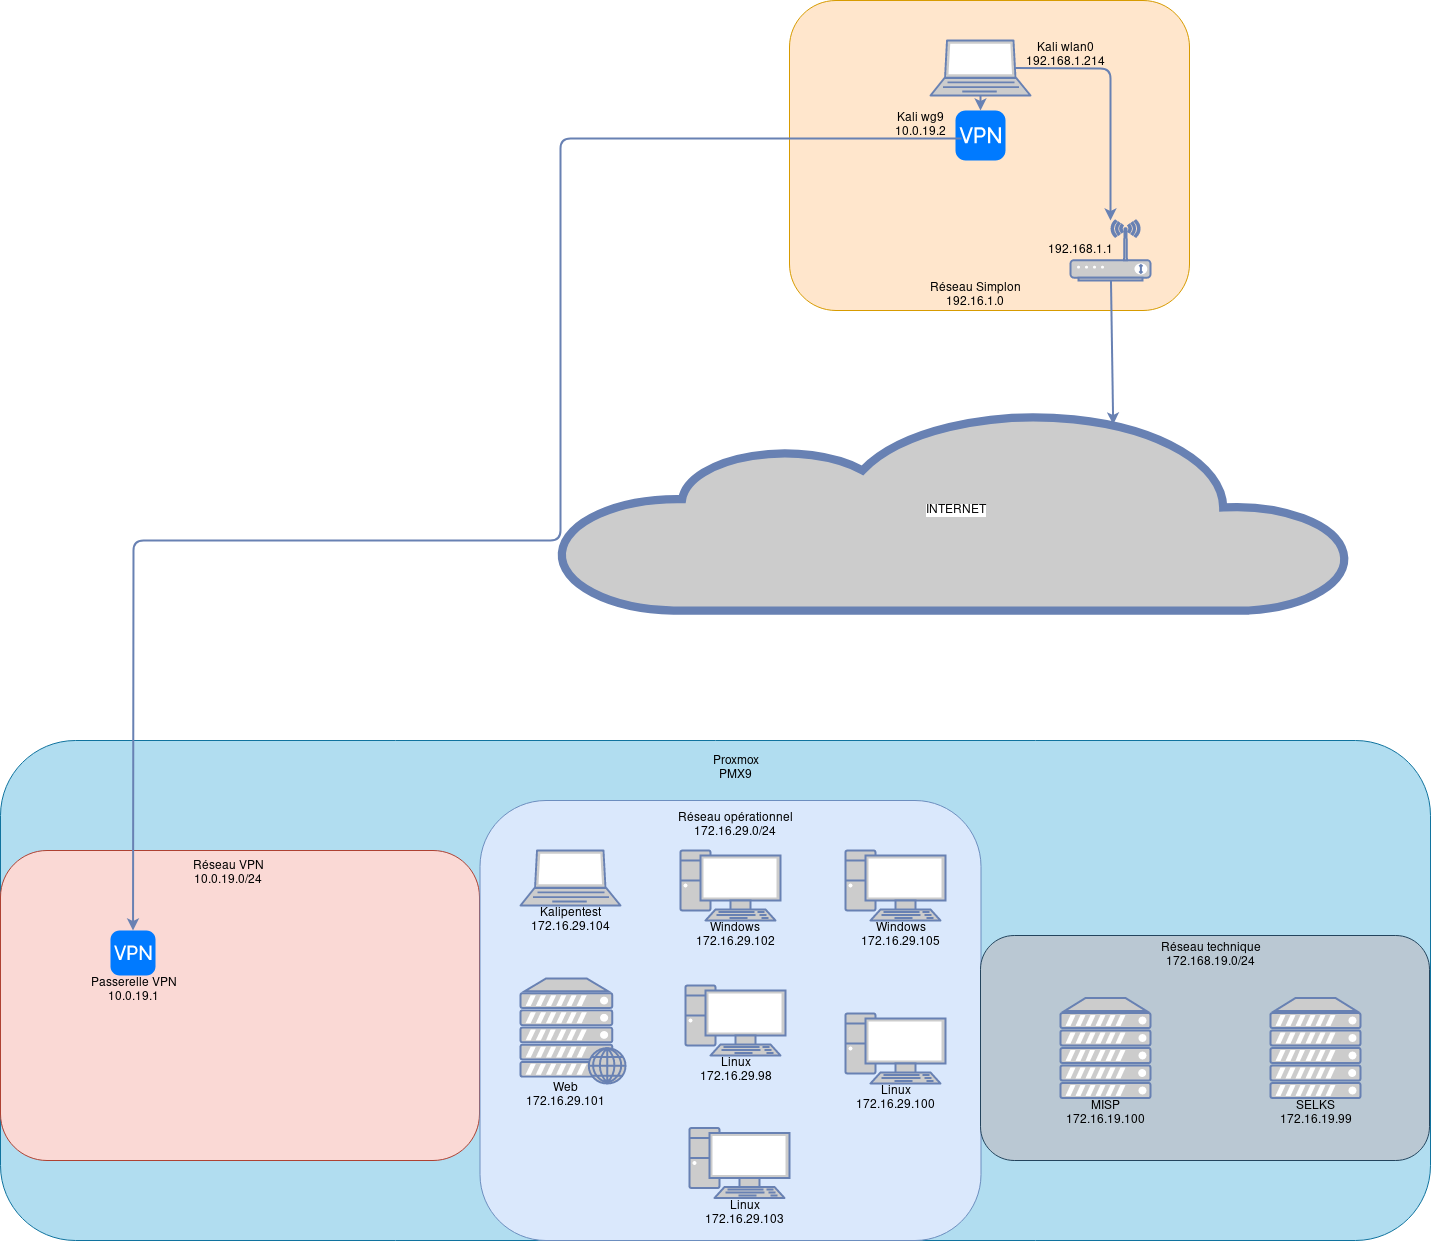 Kali wlan0
192.168.1.214
Kali wg9
10.0.19.2
VPN
192.168.1.1
Réseau Simplon
192.16.1.0
INTERNET
Proxmox
PMX9
Réseau VPN
10.0.19.0/24
VPN
Passerelle VPN
10.0.19.1
Réseau opérationnel
172.16.29.0/24
Kalipentest
172.16.29.104
Windows
172.16.29.102
Windows
172.16.29.105
Web
172.16.29.101
Linux
172.16.29.98
Linux
172.16.29.100
Linux
172.16.29.103
Réseau technique
172.168.19.0/24
MISP
172.16.19.100
SELKS
172.16.19.99